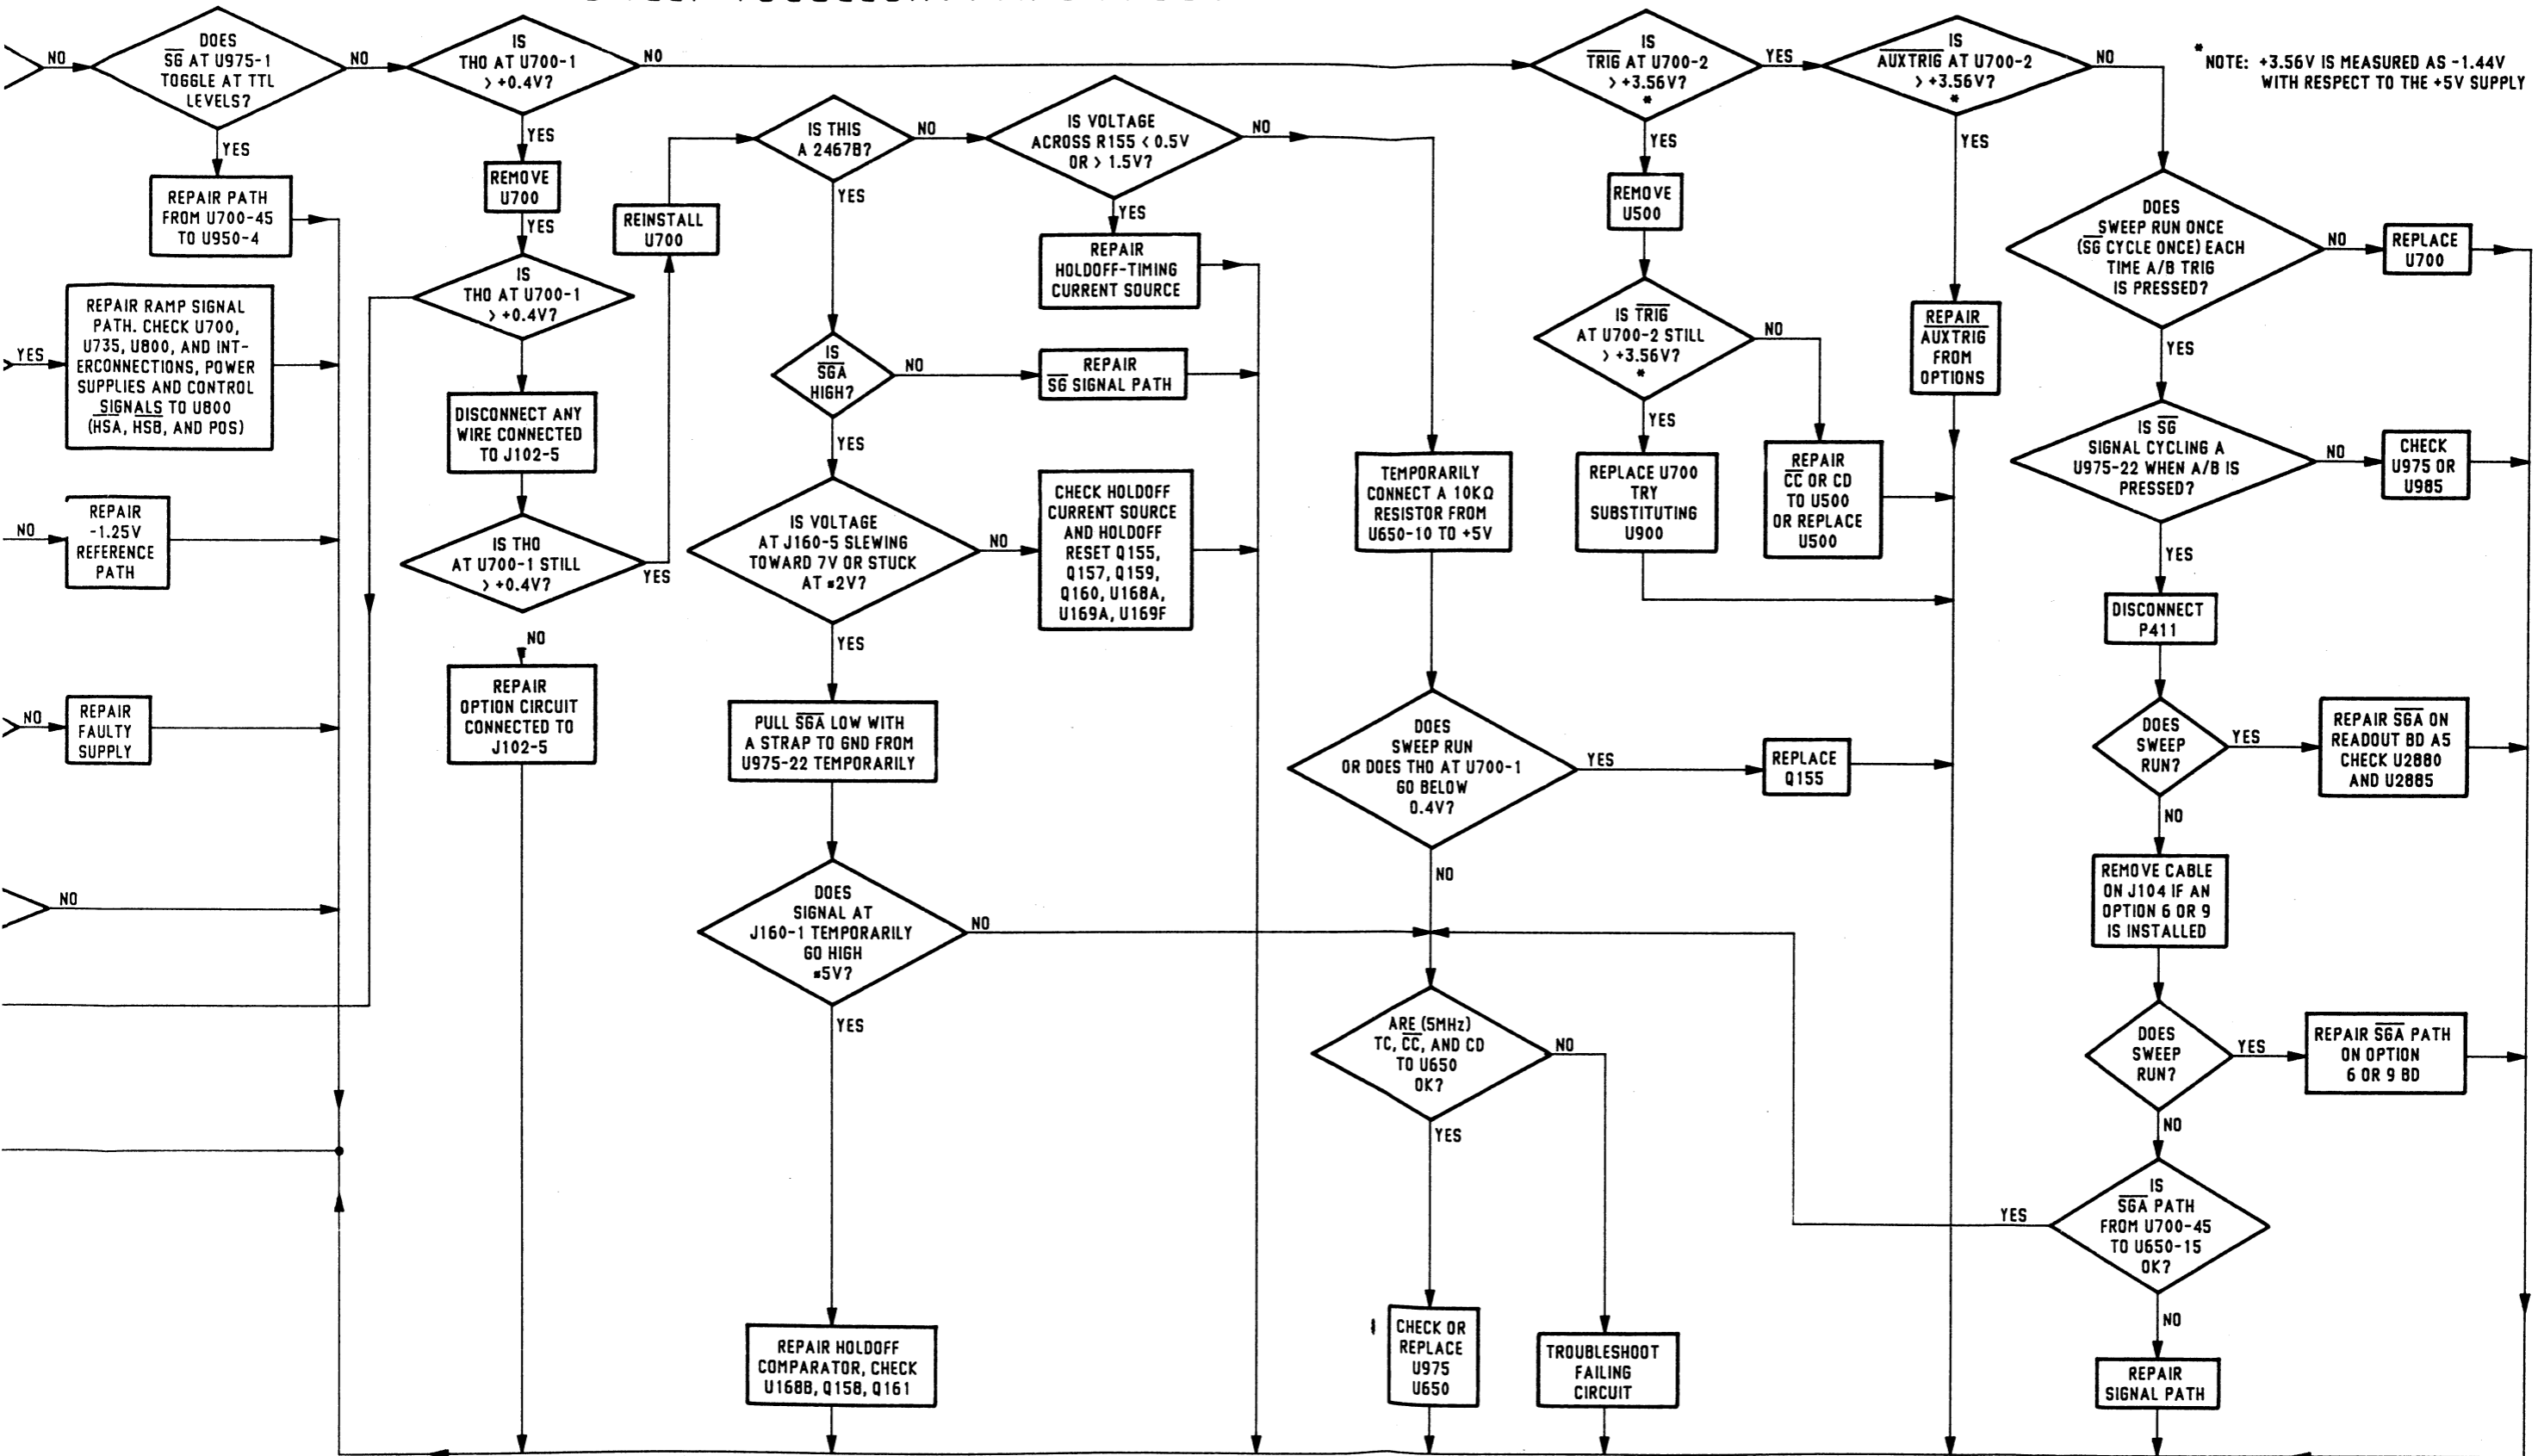 NO
DOES
SG AT U975-1
TOGGLE AT TTL
LEVELS?
NO
YES
REPAIR PATH
FROM U700-45
TO U950-4
IS
THO AT U700-1
> +0.4V?
NO
YES
REMOVE
U700
YES
IS
THO AT U700-1
> +0.4V?
DISCONNECT ANY
WIRE CONNECTED
TO J102-5
IS THO
AT U700-1 STILL
> +0.4V?
YES
NO
REPAIR
OPTION CIRCUIT
CONNECTED TO
J102-5
REINSTALL
U700
YES
REPAIR RAMP SIGNAL
PATH. CHECK U700,
U735, U800, AND INT-
ERCONNECTIONS, POWER
SUPPLIES AND CONTROL
SIGNALS TO U800
(HSA, HSB, AND POS)
NO
REPAIR
-1.25V
REFERENCE
PATH
NO
REPAIR
FAULTY
SUPPLY
NO
IS THIS
A 2467B?
NO
YES
IS VOLTAGE
ACROSS R155 < 0.5V
OR > 1.5V?
NO
YES
REPAIR
HOLDOFF-TIMING
CURRENT SOURCE
IS
SGA
HIGH?
NO
REPAIR
SG SIGNAL PATH
YES
IS VOLTAGE
AT J160-5 SLEWING
TOWARD 7V OR STUCK
AT ≈2V?
NO
CHECK HOLDOFF
CURRENT SOURCE
AND HOLDOFF
RESET Q155,
Q157, Q159,
Q160, U168A,
U169A, U169F
YES
PULL SGA LOW WITH
A STRAP TO GND FROM
U975-22 TEMPORARILY
DOES
SIGNAL AT
J160-1 TEMPORARILY
GO HIGH
≈5V?
NO
YES
REPAIR HOLDOFF
COMPARATOR, CHECK
U168B, Q158, Q161
TEMPORARILY
CONNECT A 10KΩ
RESISTOR FROM
U650-10 TO +5V
DOES
SWEEP RUN
OR DOES THO AT U700-1
GO BELOW
0.4V?
YES
REPLACE
Q155
NO
ARE (5MHz)
TC, CC, AND CD
TO U650
OK?
NO
YES
CHECK OR
REPLACE
U975
U650
TROUBLESHOOT
FAILING
CIRCUIT
IS
TRIG AT U700-2
> +3.56V?
*
YES
YES
REMOVE
U500
IS TRIG
AT U700-2 STILL
> +3.56V?
*
NO
YES
REPLACE U700
TRY
SUBSTITUTING
U900
REPAIR
CC OR CD
TO U500
OR REPLACE
U500
IS
AUXTRIG AT U700-2
> +3.56V?
*
NO
YES
REPAIR
AUXTRIG
FROM
OPTIONS
* NOTE: +3.56V IS MEASURED AS -1.44V
WITH RESPECT TO THE +5V SUPPLY
DOES
SWEEP RUN ONCE
(SG CYCLE ONCE) EACH
TIME A/B TRIG
IS PRESSED?
NO
REPLACE
U700
YES
IS SG
SIGNAL CYCLING A
U975-22 WHEN A/B IS
PRESSED?
NO
CHECK
U975 OR
U985
YES
DISCONNECT
P411
DOES
SWEEP
RUN?
YES
REPAIR SGA ON
READOUT BD A5
CHECK U2880
AND U2885
NO
REMOVE CABLE
ON J104 IF AN
OPTION 6 OR 9
IS INSTALLED
DOES
SWEEP
RUN?
YES
REPAIR SGA PATH
ON OPTION
6 OR 9 BD
NO
IS
SGA PATH
FROM U700-45
TO U650-15
OK?
YES
NO
REPAIR
SIGNAL PATH